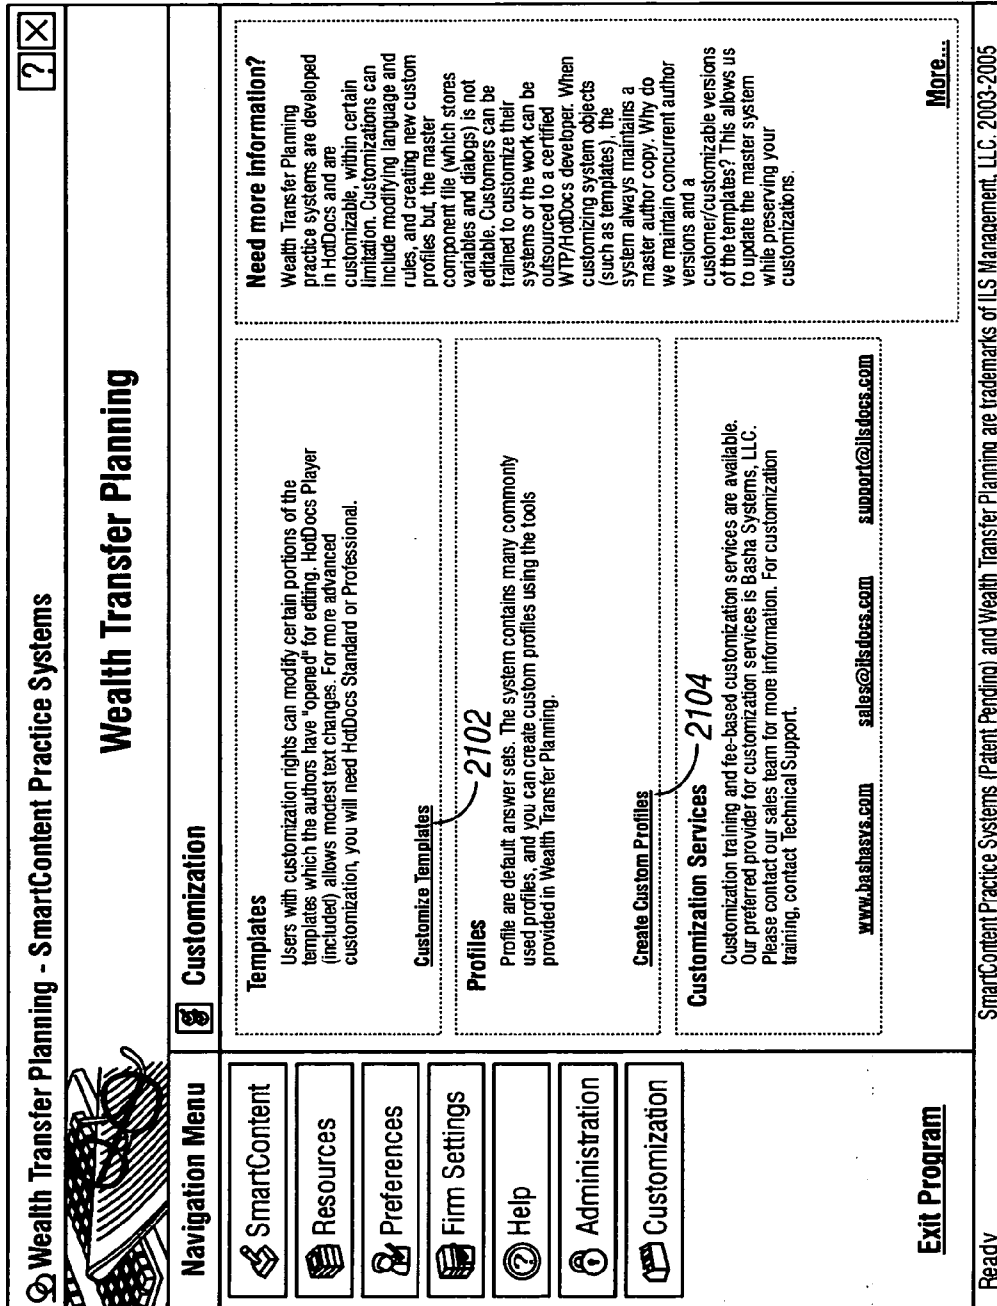 Wealth Transfer Planning - SmartContent Practice Systems
?
X
Wealth Transfer Planning
Navigation Menu
SmartContent
Resources
Preferences
Firm Settings
? Help
Administration
Customization
Exit Program
Customization
Templates
Users with customization rights can modify certain portions of the
templates which the authors have "opened" for editing. HotDocs Player
(included) allows modest text changes. For more advanced
customization, you will need HotDocs Standard or Professional.
Customize Templates
2102
Profiles
Profile are default answer sets. The system contains many commonly
used profiles, and you can create custom profiles using the tools
provided in Wealth Transfer Planning.
Create Custom Profiles
2104
Customization Services
Customization training and fee-based customization services are available.
Our preferred provider for customization services is Basha Systems, LLC.
Please contact our sales team for more information. For customization
training, contact Technical Support.
www.bashasys.com sales@ilsdocs.com support@ilsdocs.com
Need more information?
Wealth Transfer Planning
practice systems are developed
in HotDocs and are
customizable, within certain
limitation. Customizations can
include modifying language and
rules, and creating new custom
profiles but, the master
component file (which stores
variables and dialogs) is not
editable. Customers can be
trained to customize their
systems or the work can be
outsourced to a certified
WTP/HotDocs developer. When
customizing system objects
(such as templates), the
system always maintains a
master author copy. Why do
we maintain concurrent author
versions and a
customer/customizable versions
of the templates? This allows us
to update the master system
while preserving your
customizations.
More...
Ready
SmartContent Practice Systems (Patent Pending) and Wealth Transfer Planning are trademarks of ILS Management, LLC. 2003-2005